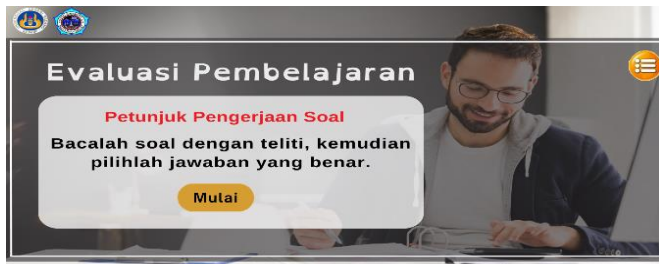 Evaluasi Pembelajaran
Petunjuk Pengerjaan Soal
Bacalah soal dengan teliti, kemudian
pilihlah jawaban yang benar.
Mulai